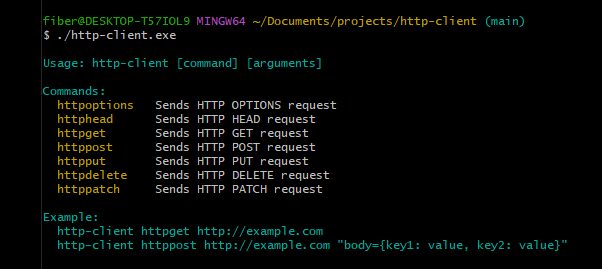 fiber@DESKTOP-T57IOL9 MINGW64 ~/Documents/projects/http-client (main)
$ ./http-client.exe
Usage: http-client [command] [arguments]
Commands:
httpoptions Sends HTTP OPTIONS request
httphead Sends HTTP HEAD request
httpget Sends HTTP GET request
httppost Sends HTTP POST request
httpput Sends HTTP PUT request
httpdelete Sends HTTP DELETE request
httppatch Sends HTTP PATCH request
Example:
http-client httpget http://example.com
http-client httppost http://example.com "body={key1: value, key2: value}"